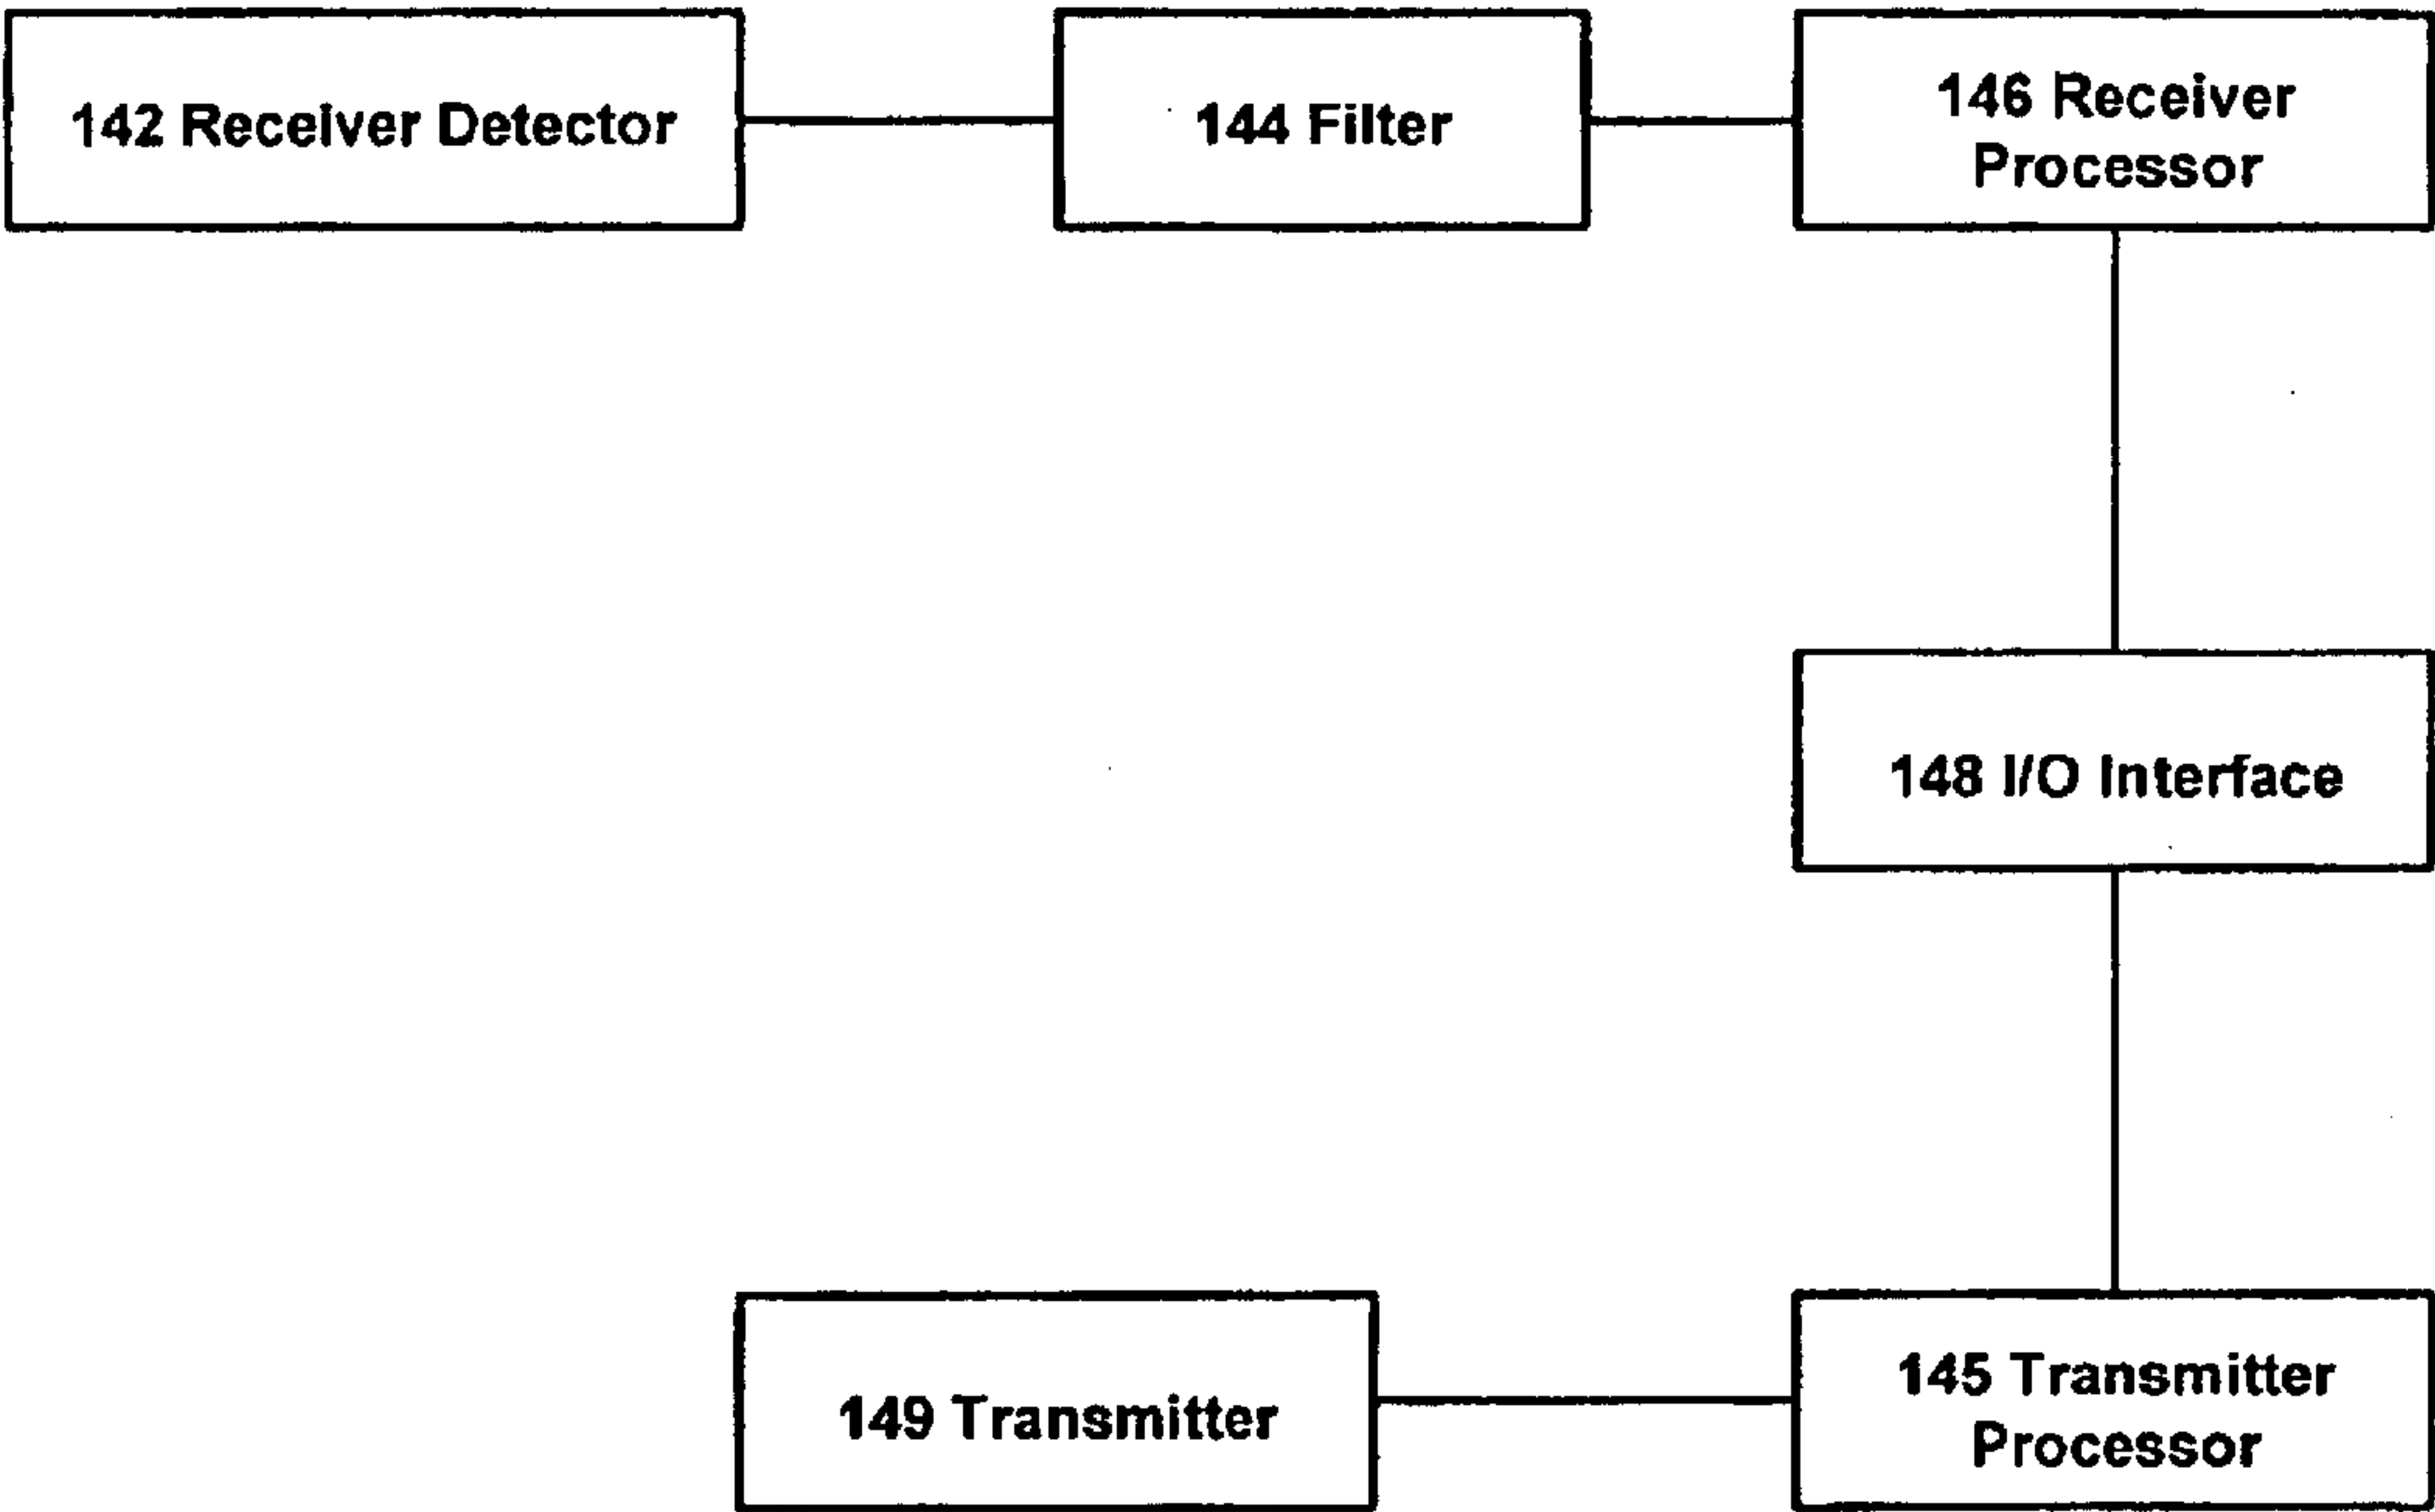 142 Receiver Detector
144 Filter
146 Receiver
Processor
148 I/O Interface
149 Transmitter
145 Transmitter
Processor